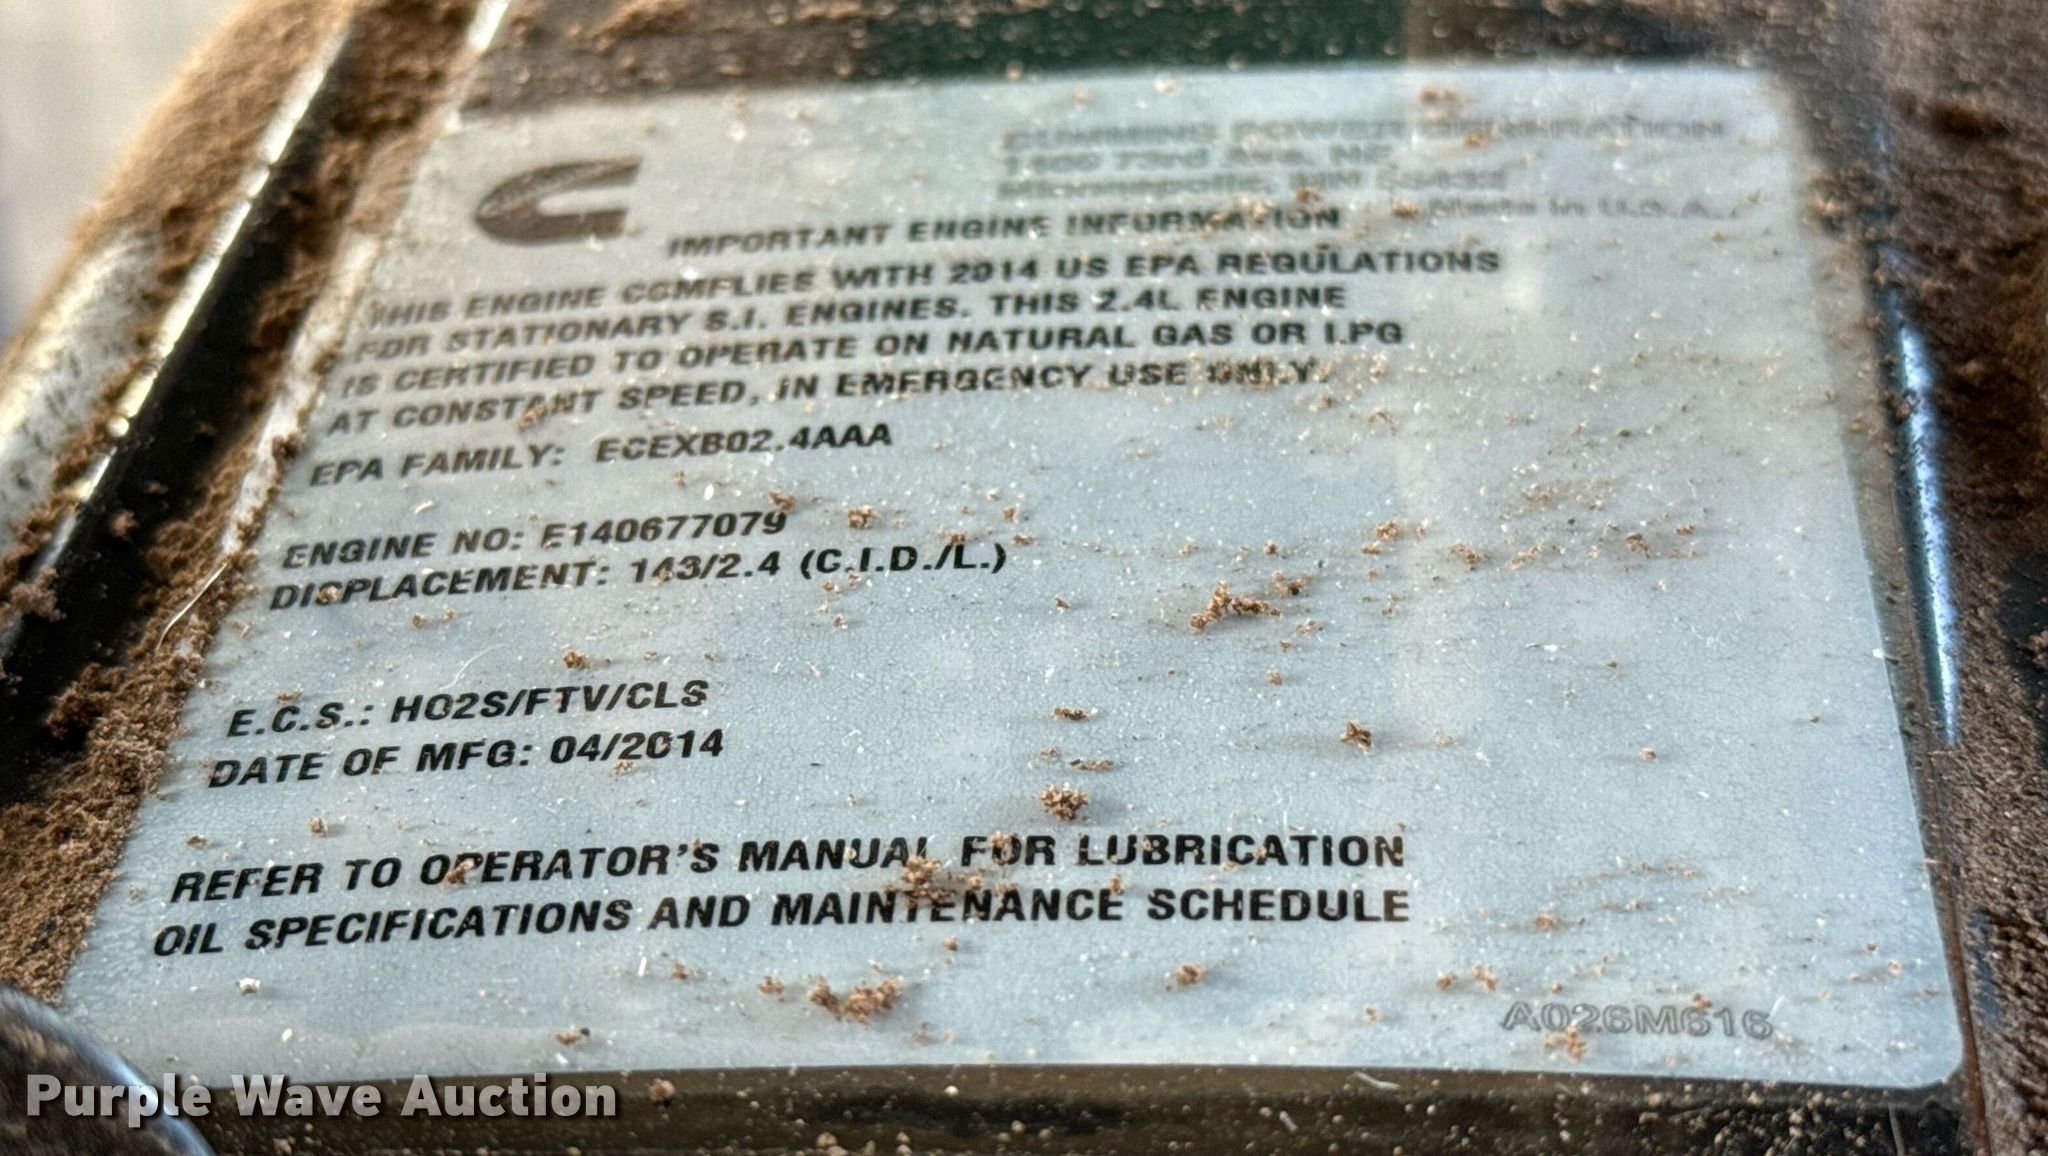 CUMMINS POWER GENERATION
1400 73rd Ave. NE
Minneapolis, MN 55432
Made in U.S.A.
IMPORTANT ENGINE INFORMATION
THIS ENGINE COMPLIES WITH 2014 US EPA REGULATIONS
FOR STATIONARY S.I. ENGINES. THIS 2.4L ENGINE
IS CERTIFIED TO OPERATE ON NATURAL GAS OR LPG
AT CONSTANT SPEED, IN EMERGENCY USE ONLY.
EPA FAMILY: ECEXB02.4AAA
ENGINE NO: E140677079
DISPLACEMENT: 143/2.4 (C.I.D./L.)
E.C.S.: HO2S/FTV/CLS
DATE OF MFG: 04/2014
REFER TO OPERATOR'S MANUAL FOR LUBRICATION
OIL SPECIFICATIONS AND MAINTENANCE SCHEDULE
A026M616
Purple Wave Auction